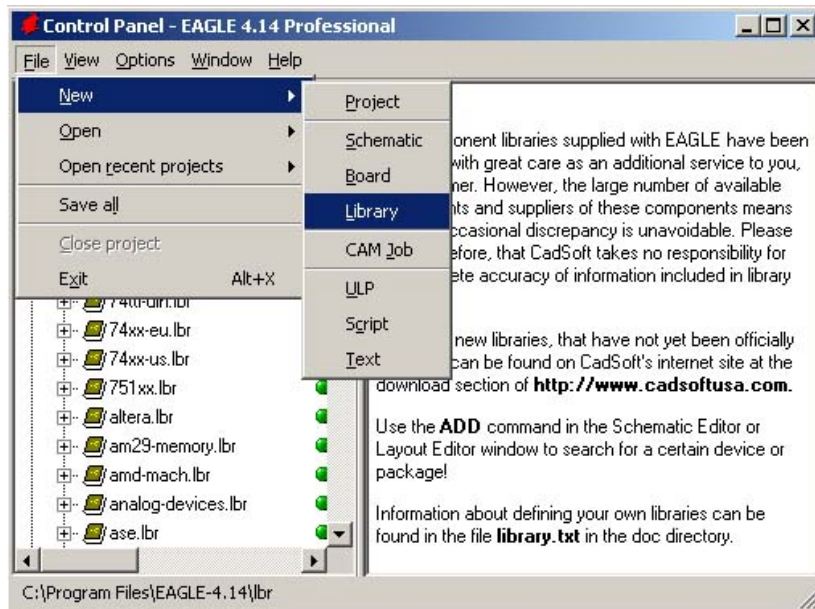 Control Panel - EAGLE 4.14 Professional
File View Options Window Help
New
Open
Open recent projects
Save all
Close project
Exit Alt+X
Project
Schematic
Board
Library
CAM Job
ULP
Script
Text
74xx-eu.lbr
74xx-us.lbr
751xx.lbr
altera.lbr
am29-memory.lbr
amd-mach.lbr
analog-devices.lbr
ase.lbr
onent libraries supplied with EAGLE have been
with great care as an additional service to you,
mer. However, the large number of available
nts and suppliers of these components means
ccasional discrepancy is unavoidable. Please
efore, that CadSoft takes no responsibility for
ete accuracy of information included in library
new libraries, that have not yet been officially
can be found on CadSoft's internet site at the
download section of http://www.cadsoftusa.com.
Use the ADD command in the Schematic Editor or
Layout Editor window to search for a certain device or
package!
Information about defining your own libraries can be
found in the file library.txt in the doc directory.
C:\Program Files\EAGLE-4.14\lbr